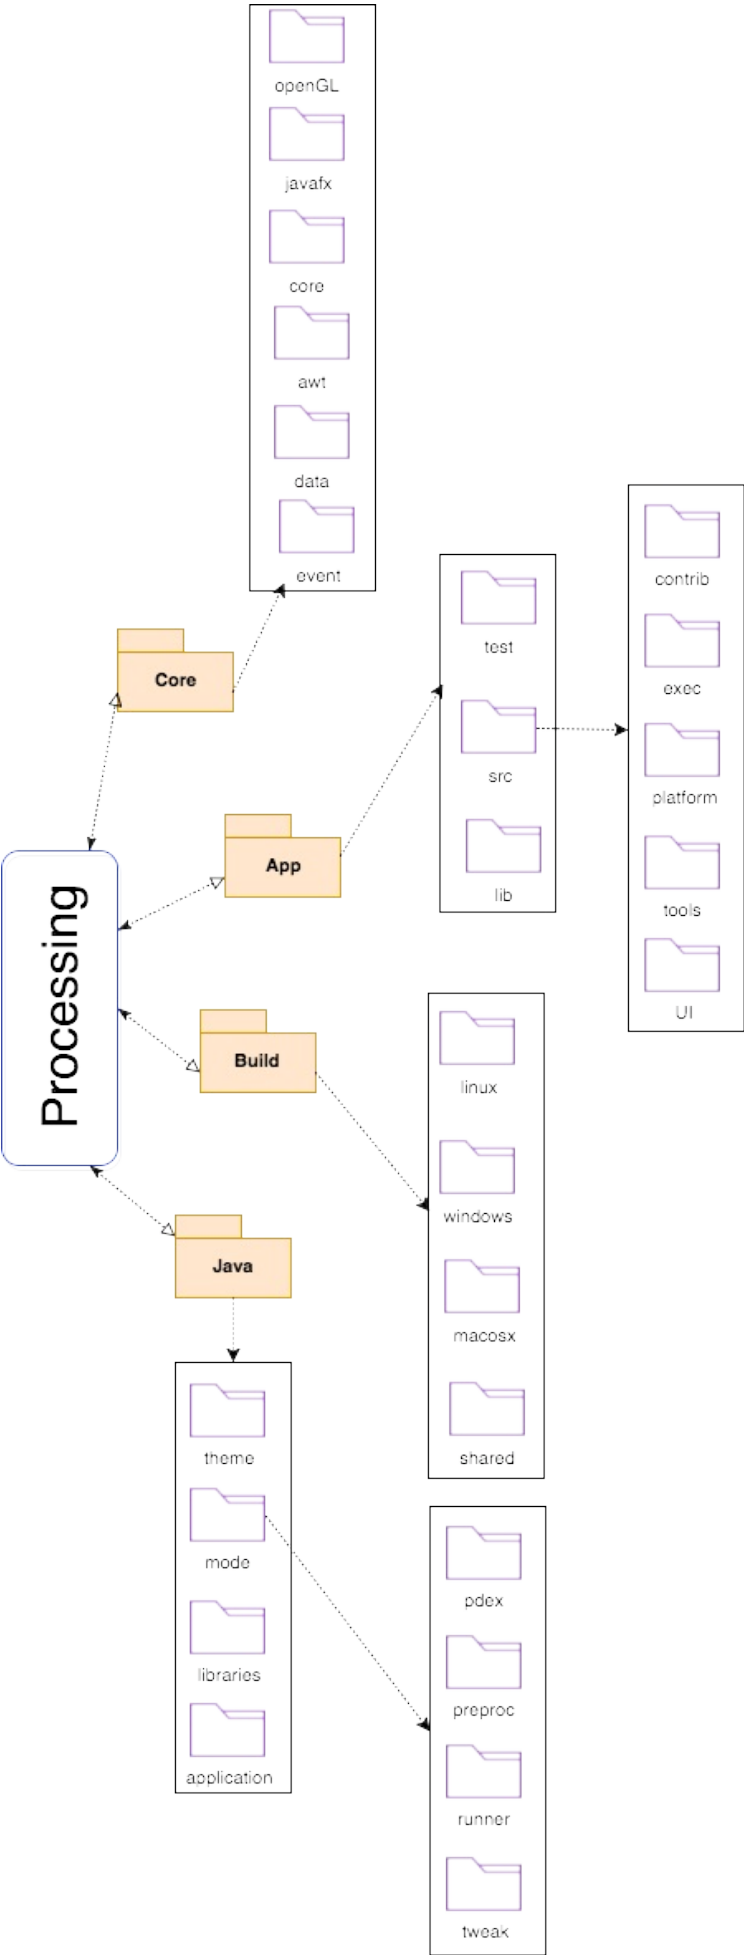 openGL
javafx
core
awt
data
event
Core
test
src
lib
contrib
exec
platform
tools
UI
App
Processing
Build
linux
windows
macosx
shared
Java
theme
mode
libraries
application
pdex
preproc
runner
tweak